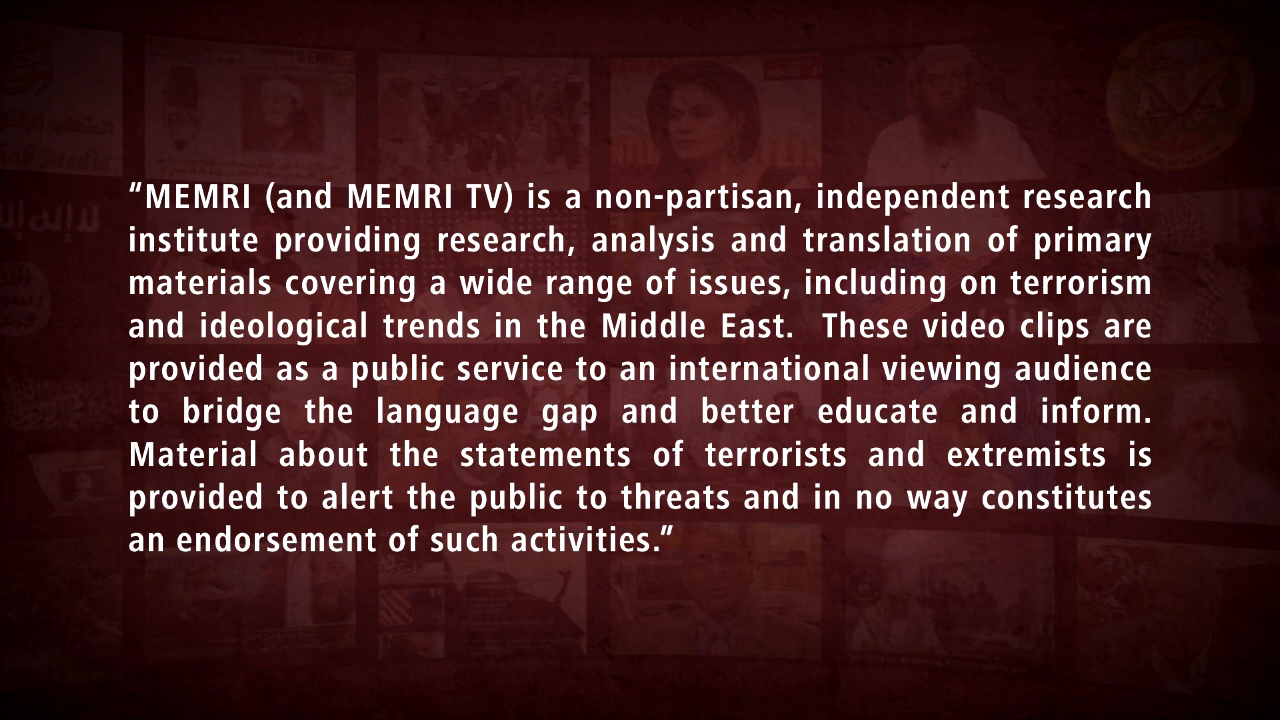 “MEMRI (and MEMRI TV) is a non-partisan, independent research
institute providing research, analysis and translation of primary
materials covering a wide range of issues, including on terrorism
and ideological trends in the Middle East.  These video clips are
provided as a public service to an international viewing audience
to bridge the language gap and better educate and inform.
Material about the statements of terrorists and extremists is
provided to alert the public to threats and in no way constitutes
an endorsement of such activities.”